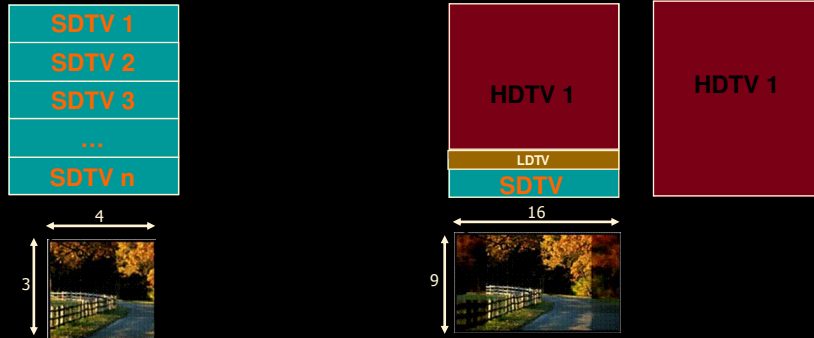 SDTV 1
SDTV 2
SDTV 3
...
SDTV n
4
3
HDTV 1
LDTV
SDTV
16
9
HDTV 1